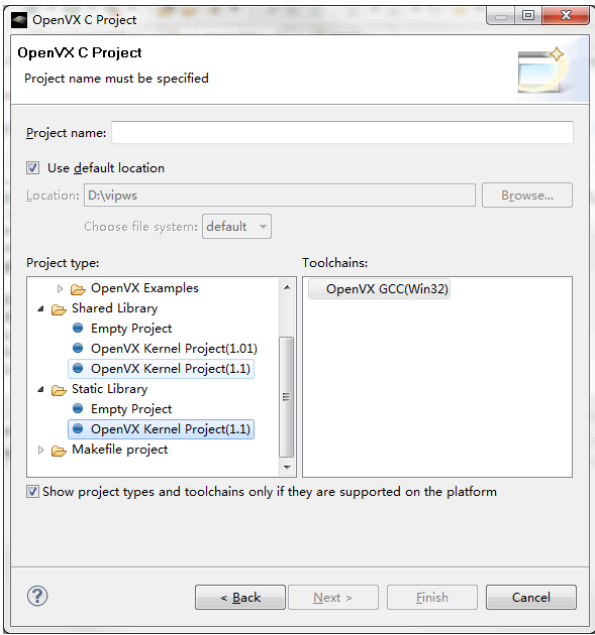 OpenVX C Project
OpenVX C Project
Project name must be specified
Project name:
Use default location
Location: D:\vipws Browse...
Choose file system: default
Project type: Toolchains:
OpenVX Examples OpenVX GCC(Win32)
Shared Library
Empty Project
OpenVX Kernel Project(1.01)
OpenVX Kernel Project(1.1)
Static Library
Empty Project
OpenVX Kernel Project(1.1)
Makefile project
Show project types and toolchains only if they are supported on the platform
? < Back Next > Finish Cancel